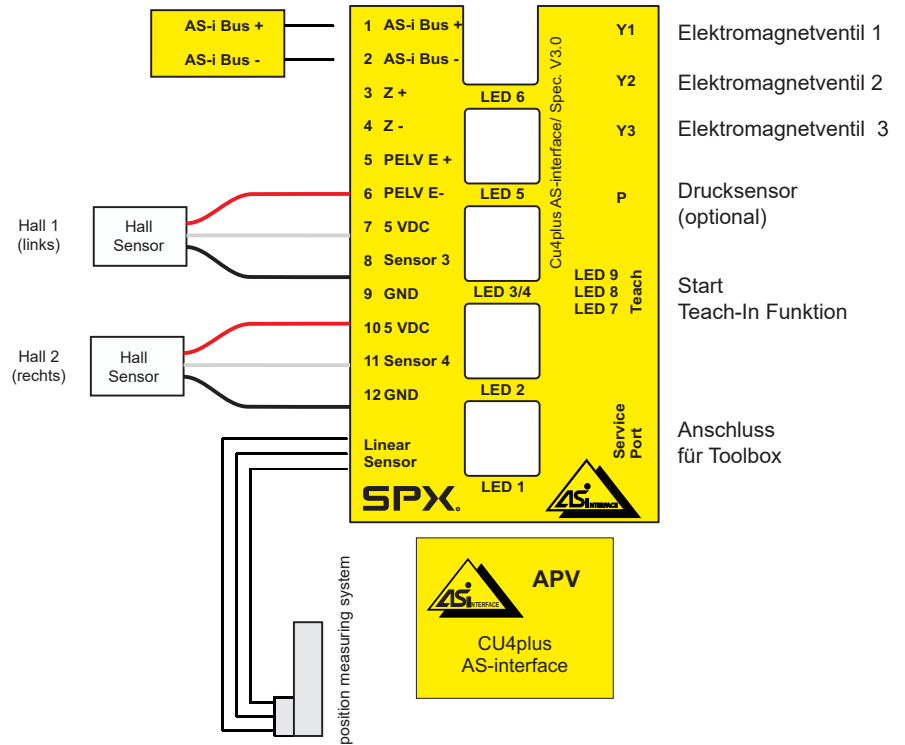 AS-i Bus +
AS-i Bus -
1 AS-i Bus +
2 AS-i Bus -
3 Z +
4 Z -
5 PELV E +
6 PELV E-
7 5 VDC
8 Sensor 3
9 GND
10 5 VDC
11 Sensor 4
12 GND
Linear
Sensor
SPX.
Hall 1
(links)
Hall
Sensor
Hall 2
(rechts)
Hall
Sensor
LED 6
LED 5
LED 3/4
LED 2
LED 1
Cu4plus AS-interface/ Spec. V3.0
Y1
Y2
Y3
P
LED 9
LED 8
LED 7
Teach
Service
Port
ASi INTERFACE
Elektromagnetventil 1
Elektromagnetventil 2
Elektromagnetventil 3
Drucksensor
(optional)
Start
Teach-In Funktion
Anschluss
für Toolbox
position measuring system
ASi INTERFACE
APV
CU4plus
AS-interface